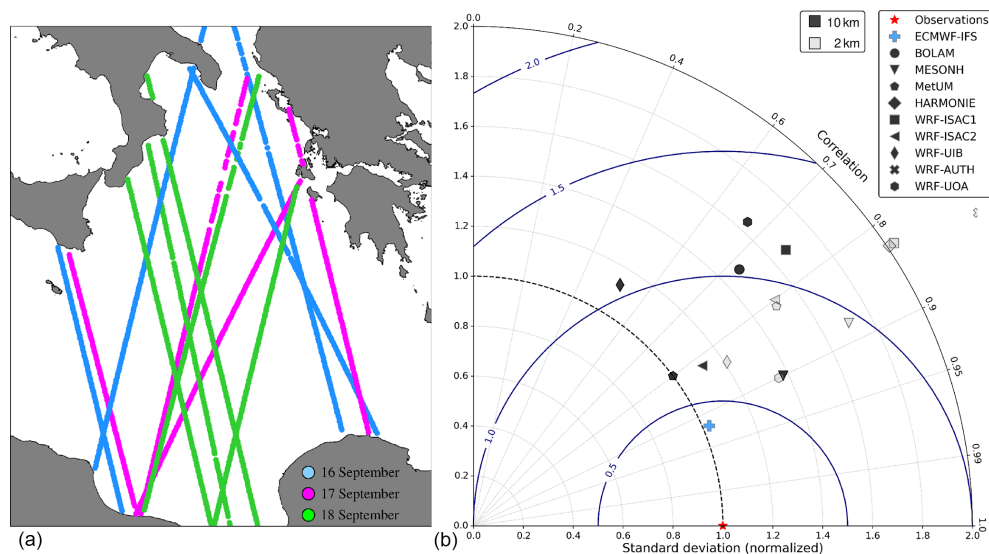 16 September
17 September
18 September
(a)
2.0
1.8
1.6
1.4
1.2
1.0
0.8
0.6
0.4
0.2
0.0
0.0
0.2
0.4
0.6
0.7
0.8
0.9
0.95
0.99
1.0
Correlation
2.0
1.5
1.0
0.5
10 km
2 km
Observations
ECMWF-IFS
BOLAM
MESONH
MetUM
HARMONIE
WRF-ISAC1
WRF-ISAC2
WRF-UIB
WRF-AUTH
WRF-UOA
0.0 0.2 0.4 0.6 0.8 1.0 1.2 1.4 1.6 1.8 2.0
Standard deviation (normalized)
(b)